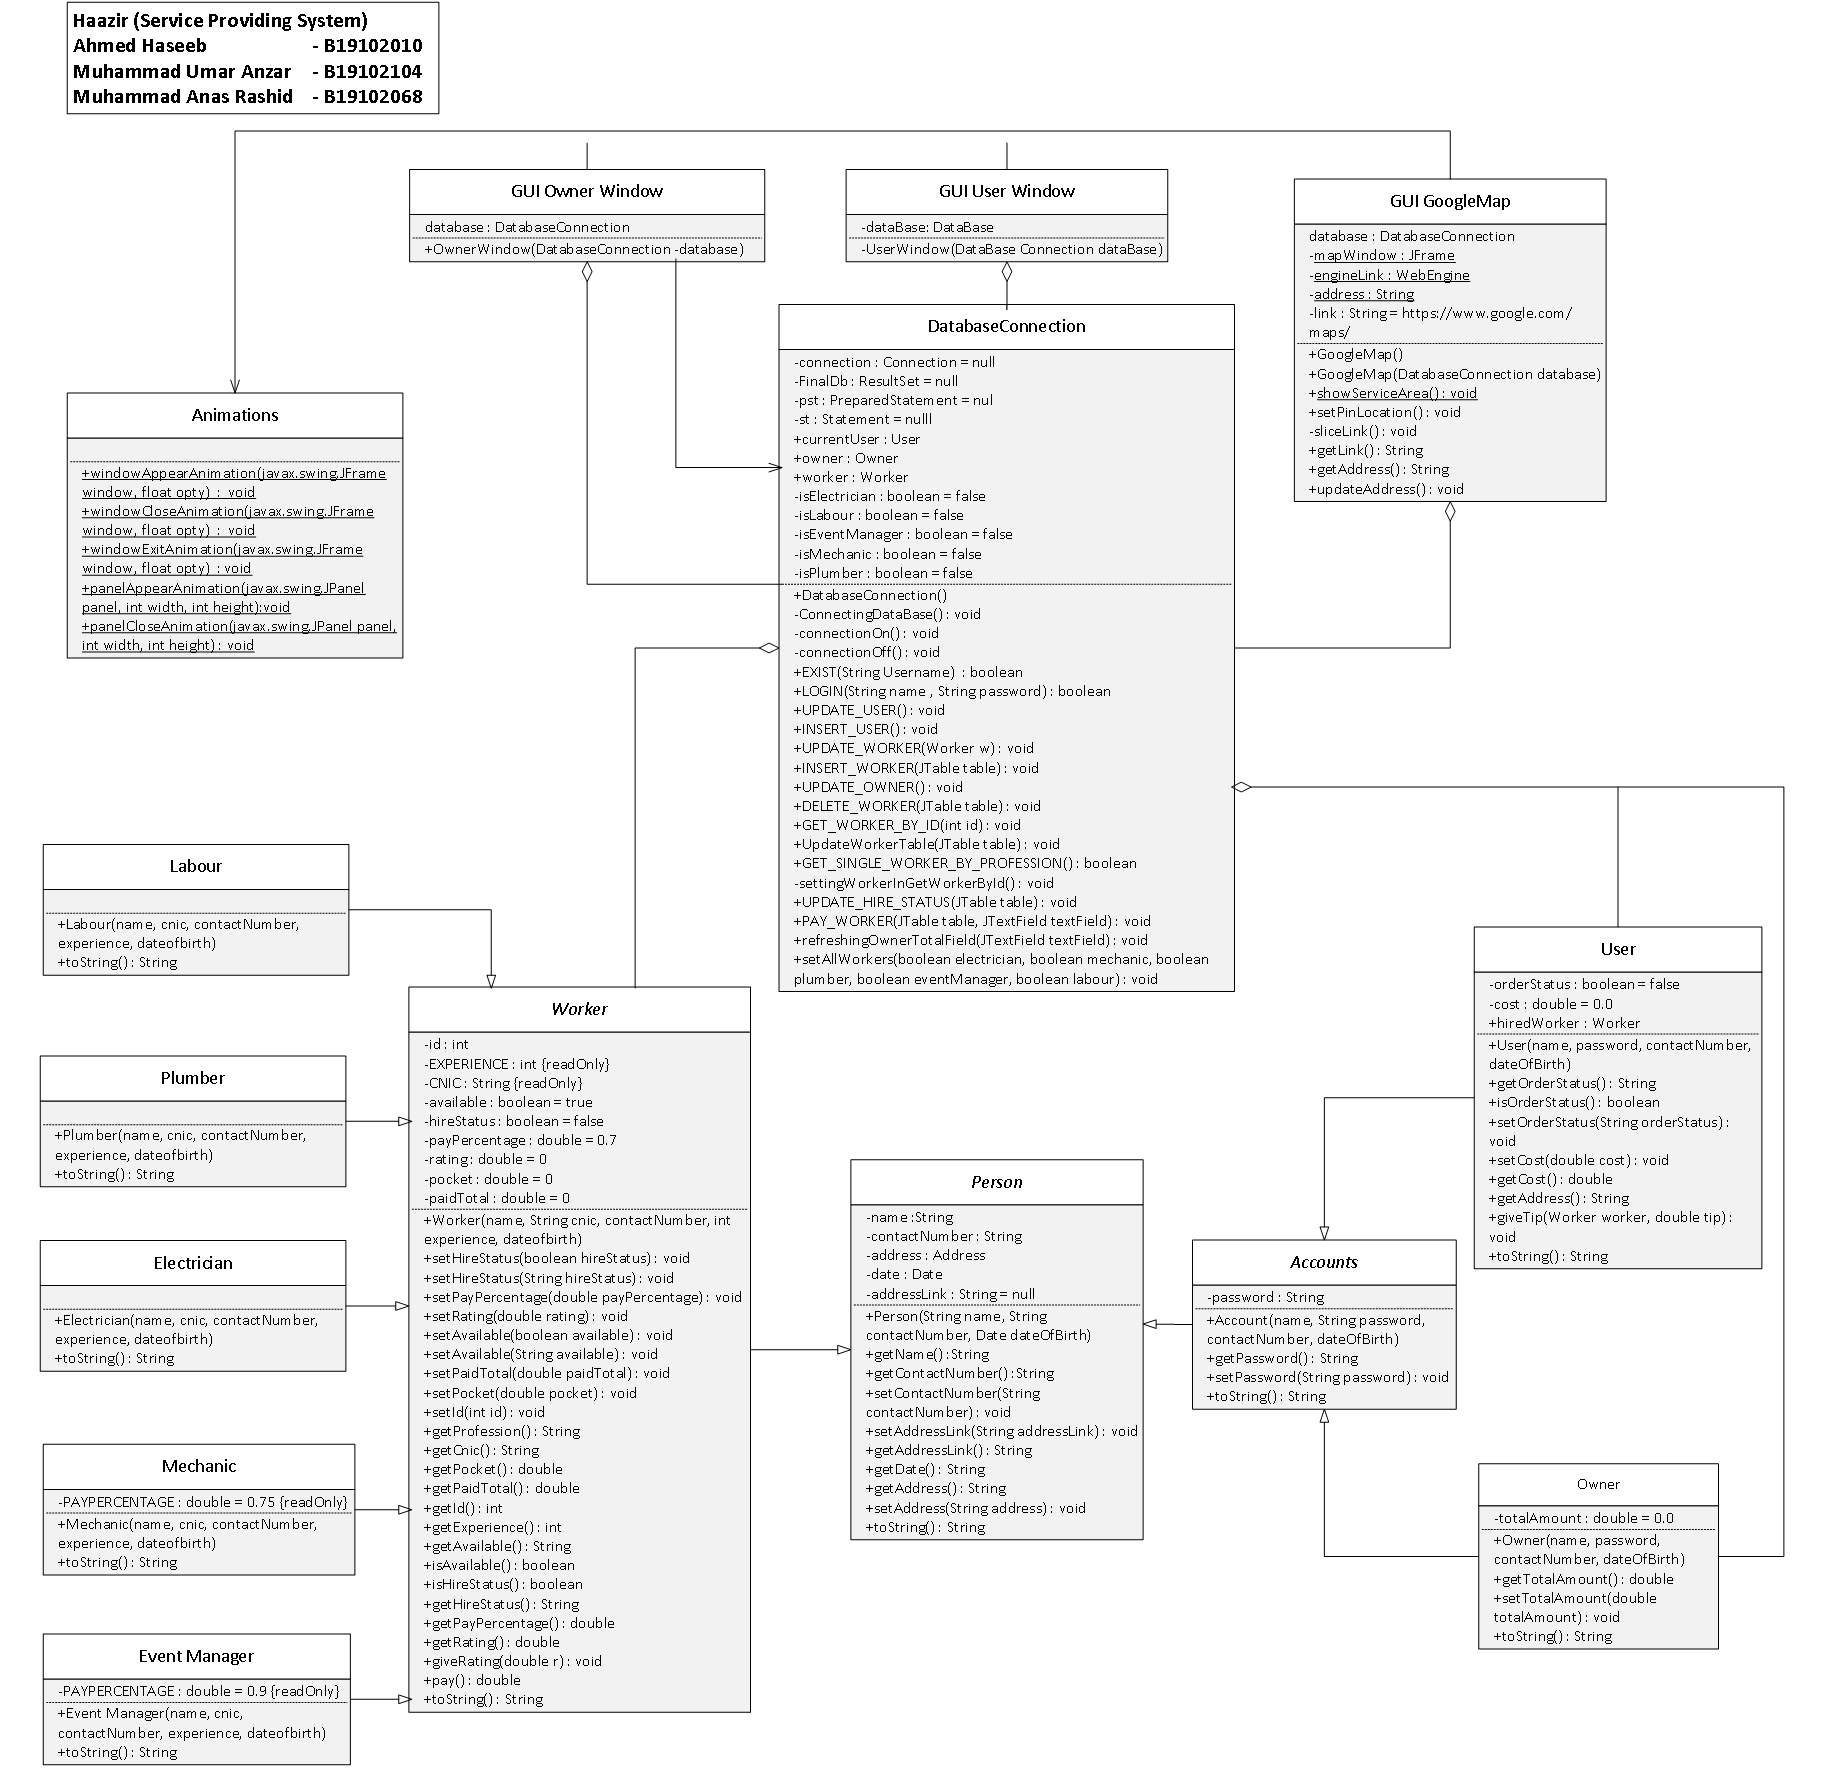 Haazir (Service Providing System)
Ahmed Haseeb - B19102010
Muhammad Umar Anzar - B19102104
Muhammad Anas Rashid - B19102068
GUI Owner Window
database : DatabaseConnection
+OwnerWindow(DatabaseConnection -database)
GUI User Window
-dataBase: DataBase
-UserWindow(DataBase Connection dataBase)
GUI GoogleMap
database : DatabaseConnection
-mapWindow : JFrame
-engineLink : WebEngine
-address : String
-link : String = https://www.google.com/
maps/
+GoogleMap()
+GoogleMap(DatabaseConnection database)
+showServiceArea() : void
+setPinLocation() : void
-sliceLink() : void
+getLink() : String
+getAddress() : String
+updateAddress() : void
DatabaseConnection
-connection : Connection = null
-FinalDb : ResultSet = null
-pst : PreparedStatement = nul
-st : Statement = nulll
+currentUser : User
+owner : Owner
+worker : Worker
-isElectrician : boolean = false
-isLabour : boolean = false
-isEventManager : boolean = false
-isMechanic : boolean = false
-isPlumber : boolean = false
+DatabaseConnection()
-ConnectingDataBase() : void
-connectionOn() : void
-connectionOff() : void
+EXIST(String Username) : boolean
+LOGIN(String name , String password) : boolean
+UPDATE_USER() : void
+INSERT_USER() : void
+UPDATE_WORKER(Worker w) : void
+INSERT_WORKER(JTable table) : void
+UPDATE_OWNER() : void
+DELETE_WORKER(JTable table) : void
+GET_WORKER_BY_ID(int id) : void
+UpdateWorkerTable(JTable table) : void
+GET_SINGLE_WORKER_BY_PROFESSION() : boolean
-settingWorkerInGetWorkerById() : void
+UPDATE_HIRE_STATUS(JTable table) : void
+PAY_WORKER(JTable table, JTextField textField) : void
+refreshingOwnerTotalField(JTextField textField) : void
+setAllWorkers(boolean electrician, boolean mechanic, boolean
plumber, boolean eventManager, boolean labour) : void
Animations
+windowAppearAnimation(javax.swing.JFrame
window, float opty) : void
+windowCloseAnimation(javax.swing.JFrame
window, float opty) : void
+windowExitAnimation(javax.swing.JFrame
window, float opty) : void
+panelAppearAnimation(javax.swing.JPanel
panel, int width, int height):void
+panelCloseAnimation(javax.swing.JPanel panel,
int width, int height) : void
Labour
+Labour(name, cnic, contactNumber,
experience, dateofbirth)
+toString() : String
Plumber
+Plumber(name, cnic, contactNumber,
experience, dateofbirth)
+toString() : String
Electrician
+Electrician(name, cnic, contactNumber,
experience, dateofbirth)
+toString() : String
Mechanic
-PAYPERCENTAGE : double = 0.75 {readOnly}
+Mechanic(name, cnic, contactNumber,
experience, dateofbirth)
+toString() : String
Event Manager
-PAYPERCENTAGE : double = 0.9 {readOnly}
+Event Manager(name, cnic,
contactNumber, experience, dateofbirth)
+toString() : String
Worker
-id : int
-EXPERIENCE : int {readOnly}
-CNIC : String {readOnly}
-available : boolean = true
-hireStatus : boolean = false
-payPercentage : double = 0.7
-rating : double = 0
-pocket : double = 0
-paidTotal : double = 0
+Worker(name, String cnic, contactNumber, int
experience, dateofbirth)
+setHireStatus(boolean hireStatus) : void
+setHireStatus(String hireStatus) : void
+setPayPercentage(double payPercentage) : void
+setRating(double rating) : void
+setAvailable(boolean available) : void
+setAvailable(String available) : void
+setPaidTotal(double paidTotal) : void
+setPocket(double pocket) : void
+setId(int id) : void
+getProfession() : String
+getCnic() : String
+getPocket() : double
+getPaidTotal() : double
+getId() : int
+getExperience() : int
+getAvailable() : String
+isAvailable() : boolean
+isHireStatus() : boolean
+getHireStatus() : String
+getPayPercentage() : double
+getRating() : double
+giveRating(double r) : void
+pay() : double
+toString() : String
Person
-name :String
-contactNumber : String
-address : Address
-date : Date
-addressLink : String = null
+Person(String name, String
contactNumber, Date dateOfBirth)
+getName() :String
+getContactNumber() :String
+setContactNumber(String
contactNumber) : void
+setAddressLink(String addressLink) : void
+getAddressLink() : String
+getDate() : String
+getAddress() : String
+setAddress(String address) : void
+toString() : String
Accounts
-password : String
+Account(name, String password,
contactNumber, dateOfBirth)
+getPassword() : String
+setPassword(String password) : void
+toString() : String
User
-orderStatus : boolean = false
-cost : double = 0.0
+hiredWorker : Worker
+User(name, password, contactNumber,
dateOfBirth)
+getOrderStatus() : String
+isOrderStatus() : boolean
+setOrderStatus(String orderStatus) :
void
+setCost(double cost) : void
+getCost() : double
+getAddress() : String
+giveTip(Worker worker, double tip) :
void
+toString() : String
Owner
-totalAmount : double = 0.0
+Owner(name, password,
contactNumber, dateOfBirth)
+getTotalAmount() : double
+setTotalAmount(double
totalAmount) : void
+toString() : String